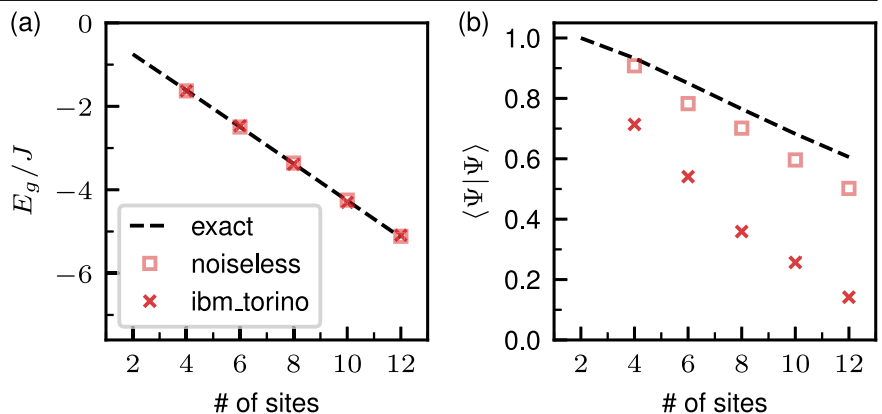 (a)
0
−2
−4
−6
E_g/J
exact
noiseless
ibm_torino
2 4 6 8 10 12
# of sites
(b)
1.0
0.8
0.6
0.4
0.2
0.0
⟨Ψ|Ψ⟩
2 4 6 8 10 12
# of sites